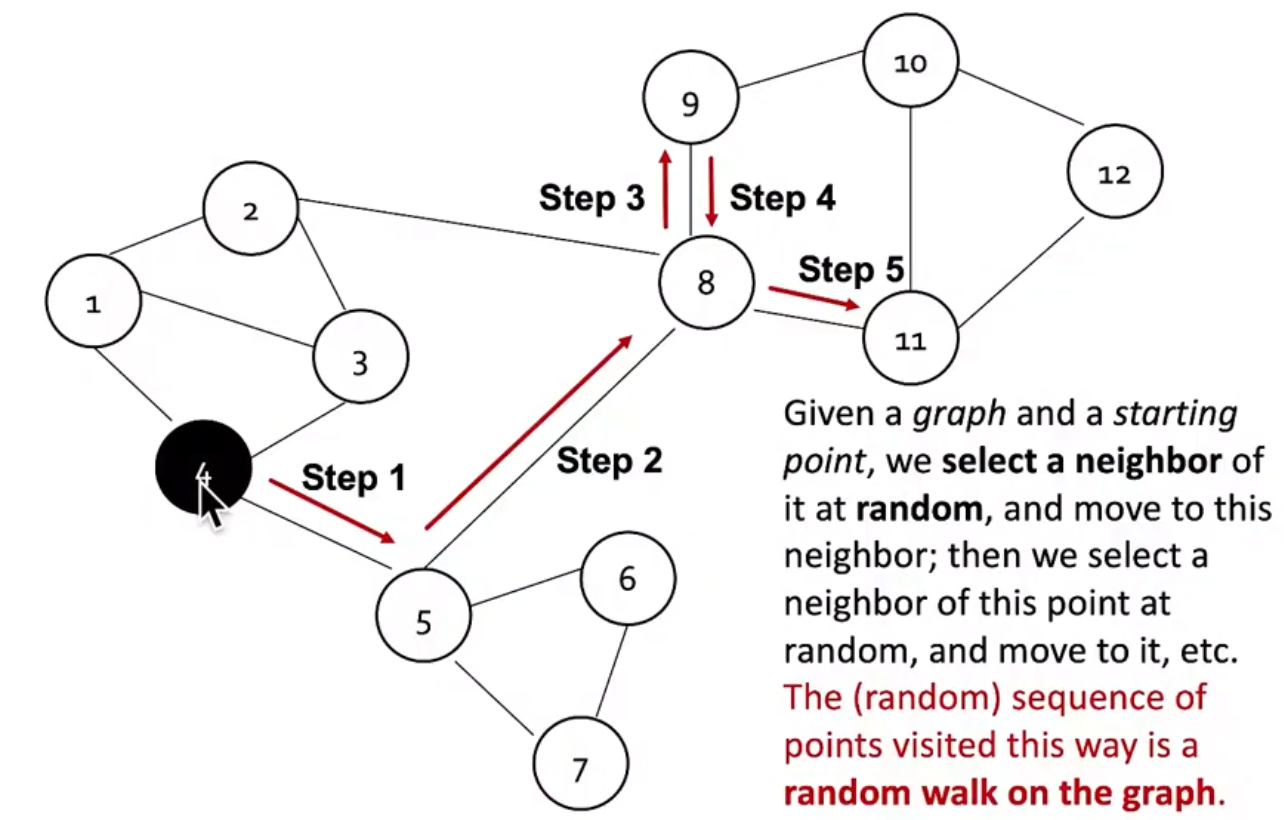 10
9
12
Step 3
Step 4
2
8
Step 5
1
11
3
Given a graph and a starting
point, we select a neighbor of
it at random, and move to this
neighbor; then we select a
neighbor of this point at
random, and move to it, etc.
The (random) sequence of
points visited this way is a
random walk on the graph.
4
Step 1
Step 2
6
5
7